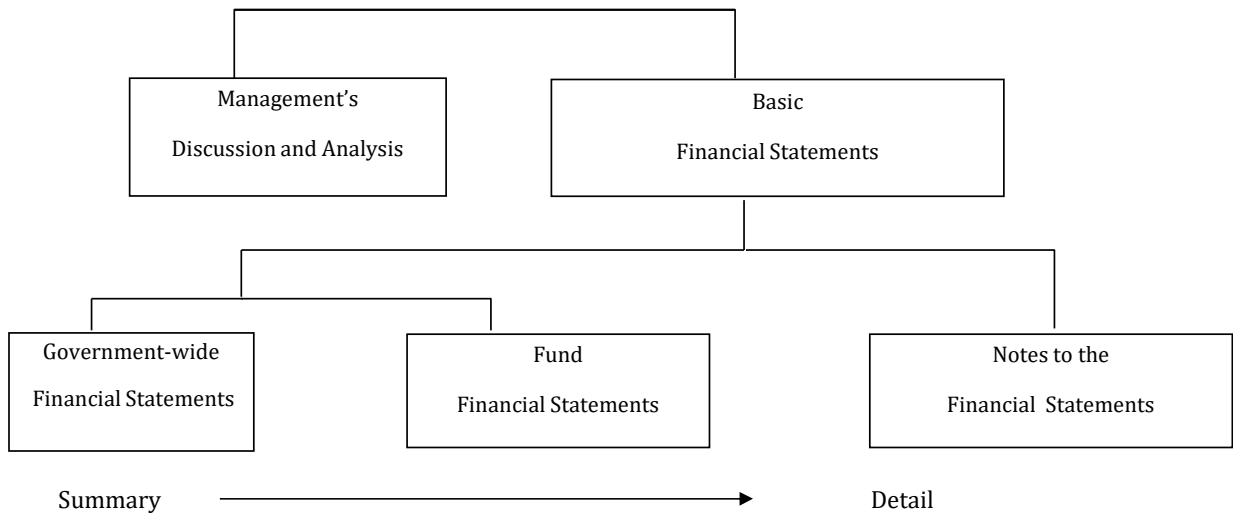 Management’s
Discussion and Analysis
Basic
Financial Statements
Government-wide
Financial Statements
Fund
Financial Statements
Notes to the
Financial Statements
Summary
Detail